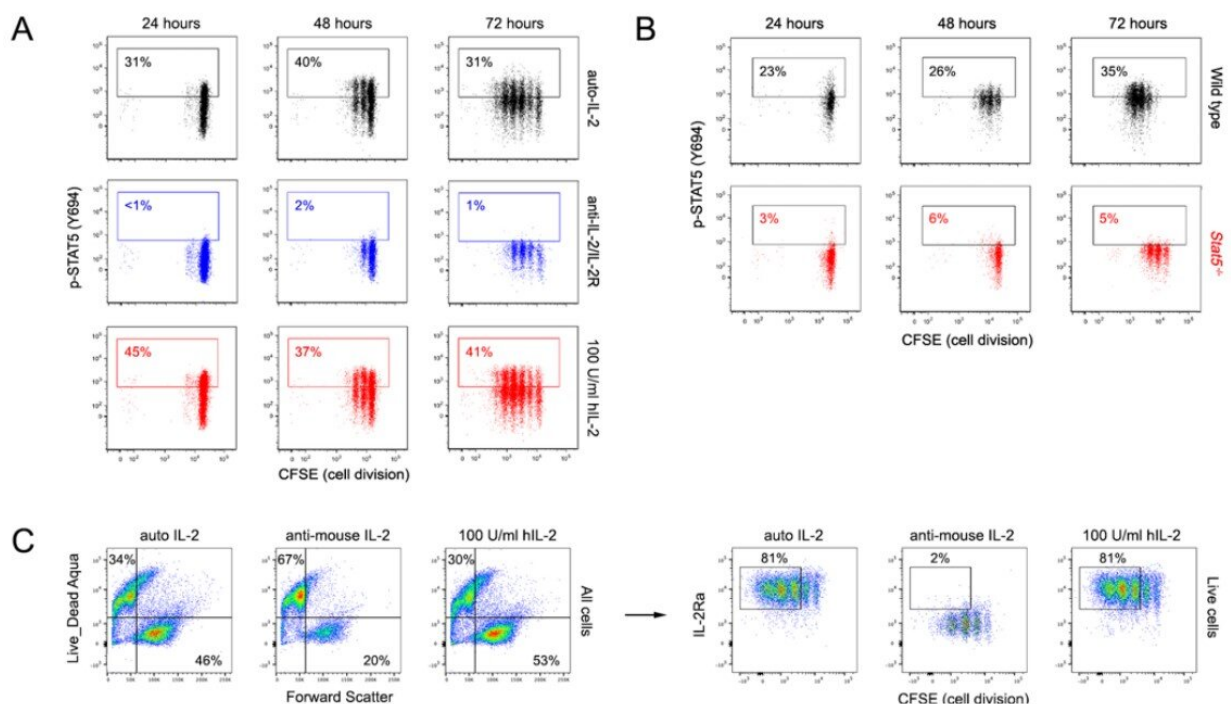 A
24 hours 48 hours 72 hours
31% 40% 31%
auto-IL-2
<1% 2% 1%
anti-IL-2/IL-2R
45% 37% 41%
100 U/ml hIL-2
p-STAT5 (Y694)
CFSE (cell division)
B
24 hours 48 hours 72 hours
23% 26% 35%
Wild type
3% 6% 5%
Stat5-/-
p-STAT5 (Y694)
CFSE (cell division)
C
auto IL-2 anti-mouse IL-2 100 U/ml hIL-2
34% 67% 30%
46% 20% 53%
Live_Dead Aqua
Forward Scatter
All cells
auto IL-2 anti-mouse IL-2 100 U/ml hIL-2
81% 2% 81%
IL-2Ra
CFSE (cell division)
Live cells